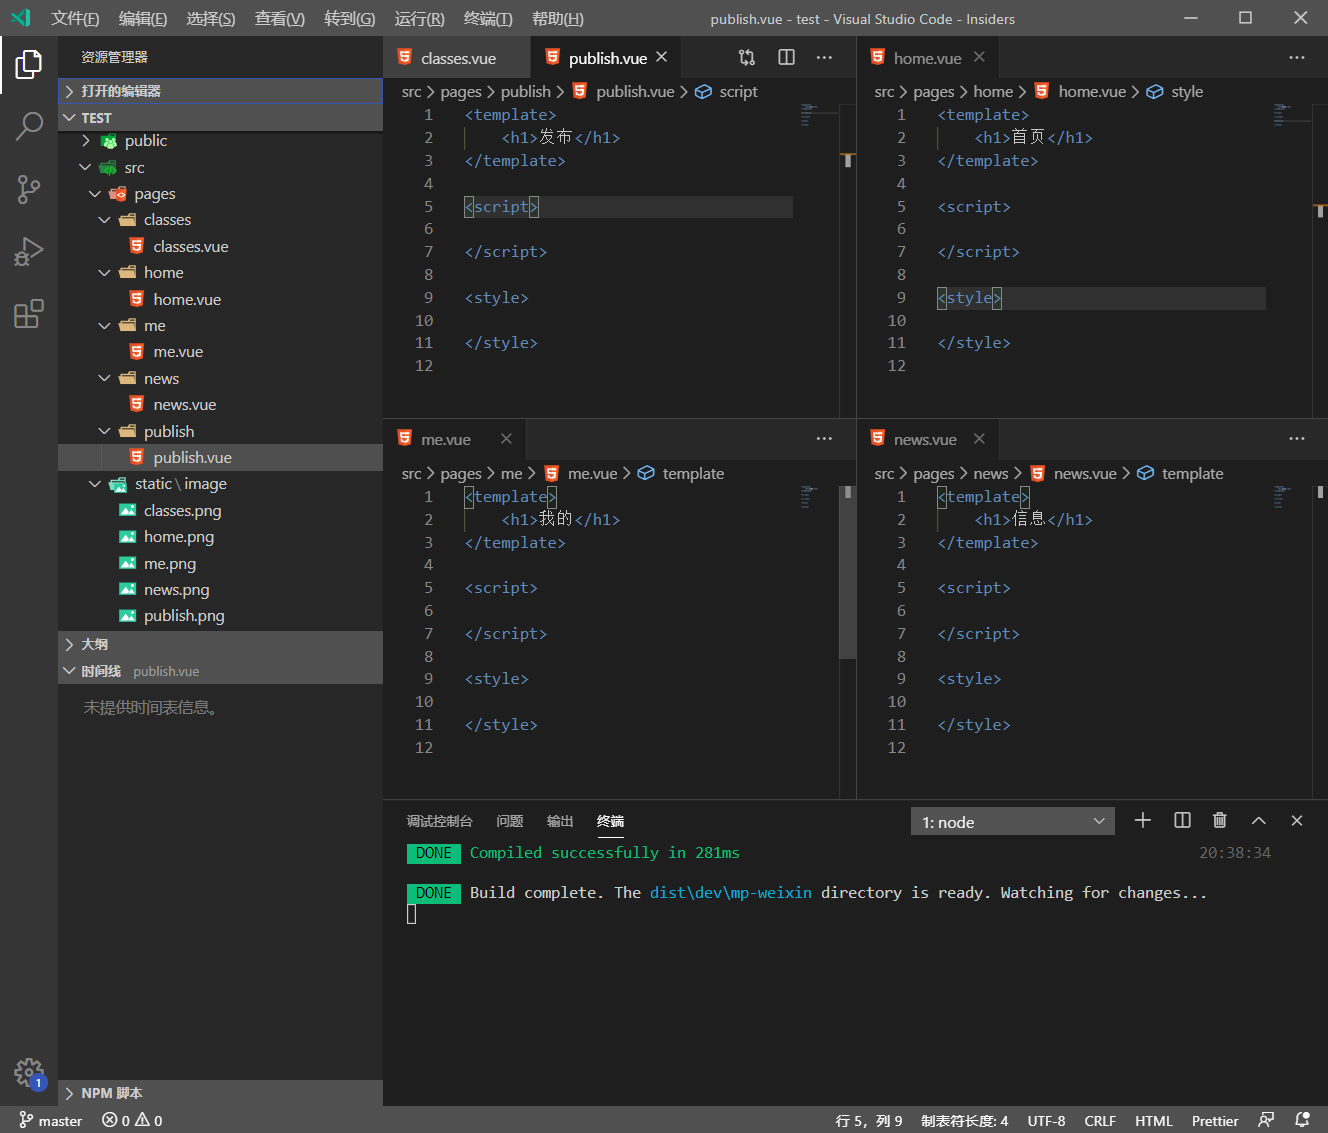 文件(F) 编辑(E) 选择(S) 查看(V) 转到(G) 运行(R) 终端(T) 帮助(H) publish.vue - test - Visual Studio Code - Insiders
资源管理器
打开的编辑器
TEST
public
src
pages
classes
classes.vue
home
home.vue
me
me.vue
news
news.vue
publish
publish.vue
static\image
classes.png
home.png
me.png
news.png
publish.png
大纲
时间线 publish.vue
未提供时间表信息。
NPM 脚本
classes.vue publish.vue
src > pages > publish > publish.vue > script
1 <template>
2 <h1>发布</h1>
3 </template>
4
5 <script>
6
7 </script>
8
9 <style>
10
11 </style>
12
home.vue
src > pages > home > home.vue > style
1 <template>
2 <h1>首页</h1>
3 </template>
4
5 <script>
6
7 </script>
8
9 <style>
10
11 </style>
12
me.vue
src > pages > me > me.vue > template
1 <template>
2 <h1>我的</h1>
3 </template>
4
5 <script>
6
7 </script>
8
9 <style>
10
11 </style>
12
news.vue
src > pages > news > news.vue > template
1 <template>
2 <h1>信息</h1>
3 </template>
4
5 <script>
6
7 </script>
8
9 <style>
10
11 </style>
12
调试控制台 问题 输出 终端 1: node
DONE Compiled successfully in 281ms 20:38:34
DONE Build complete. The dist\dev\mp-weixin directory is ready. Watching for changes...
1
master 0 0 行 5，列 9 制表符长度: 4 UTF-8 CRLF HTML Prettier